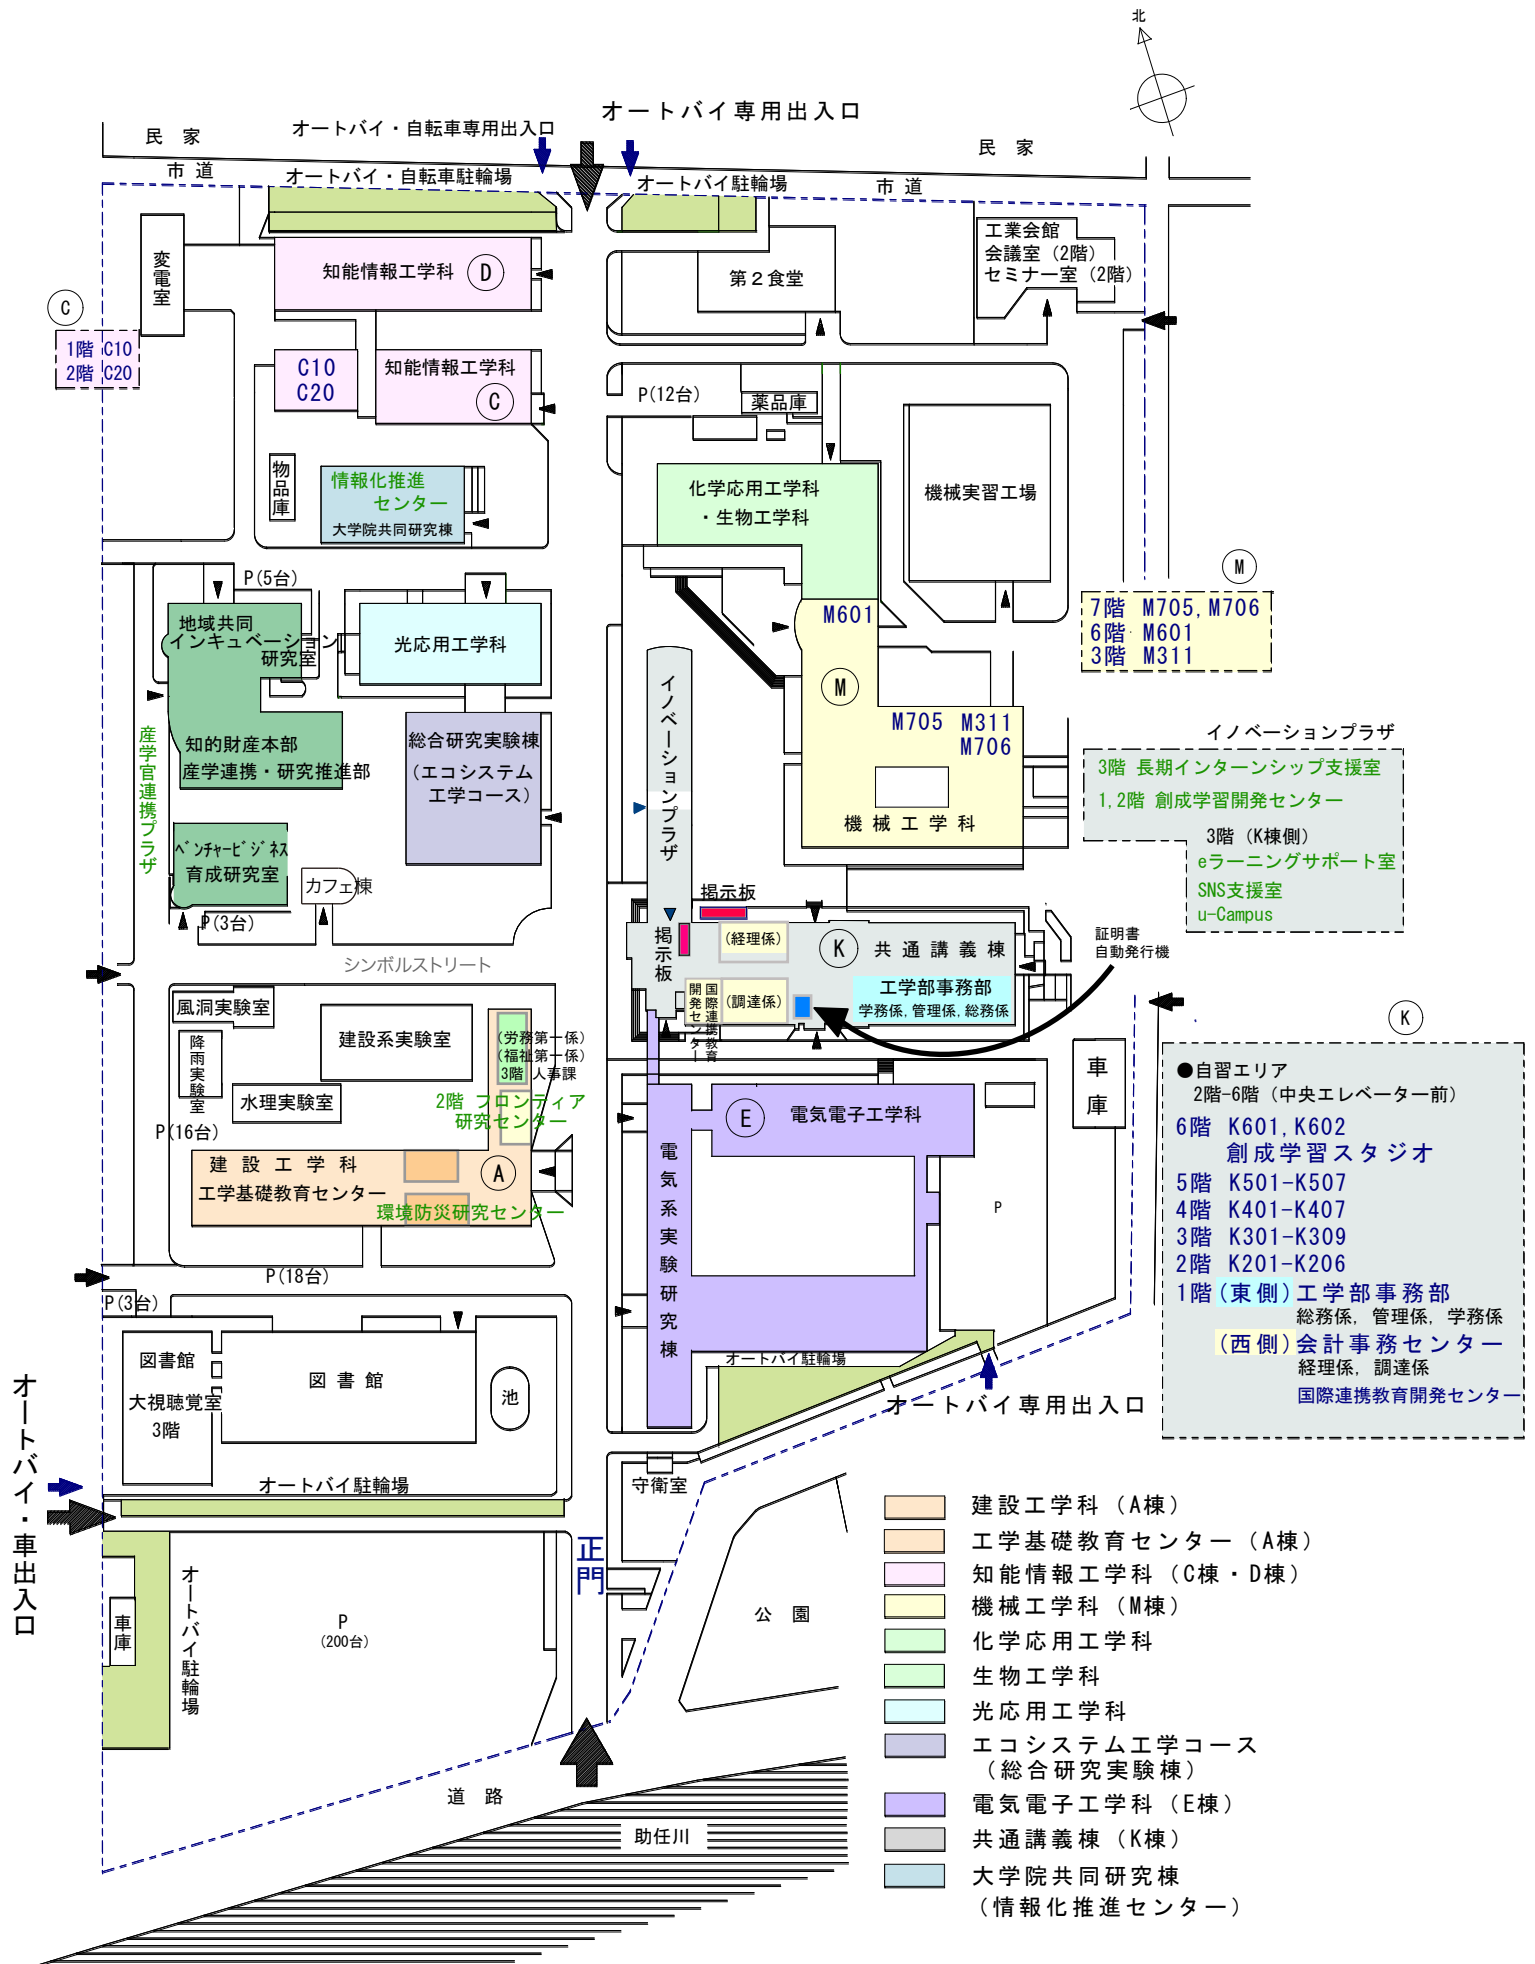 北
オートバイ専用出入口
オートバイ・自転車専用出入口
民 家
民 家
市 道
オートバイ・自転車駐輪場
オートバイ駐輪場
市 道
変電室
知能情報工学科
D
第２食堂
工業会館
会議室（2階）
セミナー室（2階）
C
1階 C10
2階 C20
C10
C20
知能情報工学科
C
P(12台)
薬品庫
物品庫
情報化推進
センター
大学院共同研究棟
化学応用工学科
・生物工学科
機械実習工場
P(5台)
地域共同
インキュベーション
研究室
光応用工学科
M601
M
M
7階 M705,M706
6階 M601
3階 M311
M705 M311
M706
機械工学科
イノベーションプラザ
産学官連携プラザ
知的財産本部
産学連携・研究推進部
総合研究実験棟
(エコシステム
工学コース)
イノベーションプラザ
3階 長期インターンシップ支援室
1,2階 創成学習開発センター
3階（K棟側）
eラーニングサポート室
SNS支援室
u-Campus
ベンチャービジネス
育成研究室
カフェ棟
P(3台)
掲示板
掲示板
(経理係)
K
共通講義棟
証明書
自動発行機
シンボルストリート
国際連携教育
開発センター
(調達係)
工学部事務部
学務係,管理係,総務係
風洞実験室
降雨実験室
建設系実験室
水理実験室
(労務第一係)
(福祉第一係)
3階 人事課
2階 フロンティア
研究センター
P(16台)
建設工学科
工学基礎教育センター
A
環境防災研究センター
E
電気電子工学科
電気系実験研究棟
P
車庫
K
●自習エリア
2階-6階（中央エレベーター前）
6階 K601,K602
創成学習スタジオ
5階 K501-K507
4階 K401-K407
3階 K301-K309
2階 K201-K206
1階(東側)工学部事務部
総務係, 管理係, 学務係
(西側)会計事務センター
経理係, 調達係
国際連携教育開発センター
P(18台)
P(3台)
図書館
大視聴覚室
3階
図書館
池
オートバイ駐輪場
オートバイ専用出入口
守衛室
オートバイ駐輪場
オートバイ・車出入口
正門
車庫
オートバイ駐輪場
P
(200台)
公 園
道 路
助任川
建設工学科（A棟）
工学基礎教育センター（A棟）
知能情報工学科（C棟・D棟）
機械工学科（M棟）
化学応用工学科
生物工学科
光応用工学科
エコシステム工学コース
（総合研究実験棟）
電気電子工学科（E棟）
共通講義棟（K棟）
大学院共同研究棟
（情報化推進センター）